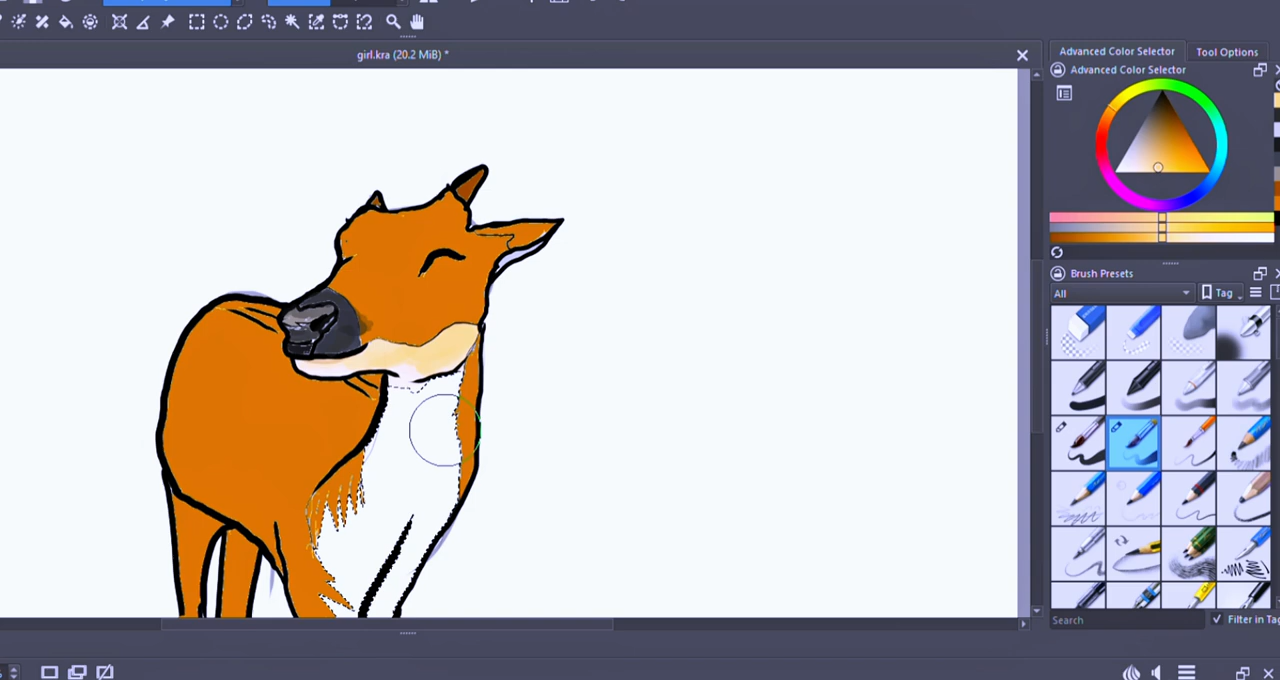 girl.kra (20.2 MiB) *
Advanced Color Selector
Tool Options
Advanced Color Selector
Brush Presets
All
Tag
Search
Filter in Tag